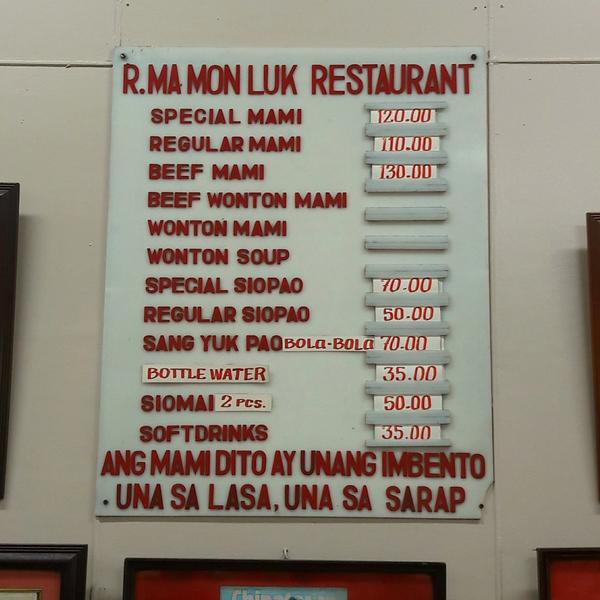 R.MA MON LUK RESTAURANT
SPECIAL MAMI 120.00
REGULAR MAMI 110.00
BEEF MAMI 130.00
BEEF WONTON MAMI
WONTON MAMI
WONTON SOUP
SPECIAL SIOPAO 70.00
REGULAR SIOPAO 50.00
SANG YUK PAO BOLA-BOLA 70.00
BOTTLE WATER 35.00
SIOMAI 2 PCS. 50.00
SOFTDRINKS 35.00
ANG MAMI DITO AY UNANG IMBENTO
UNA SA LASA, UNA SA SARAP